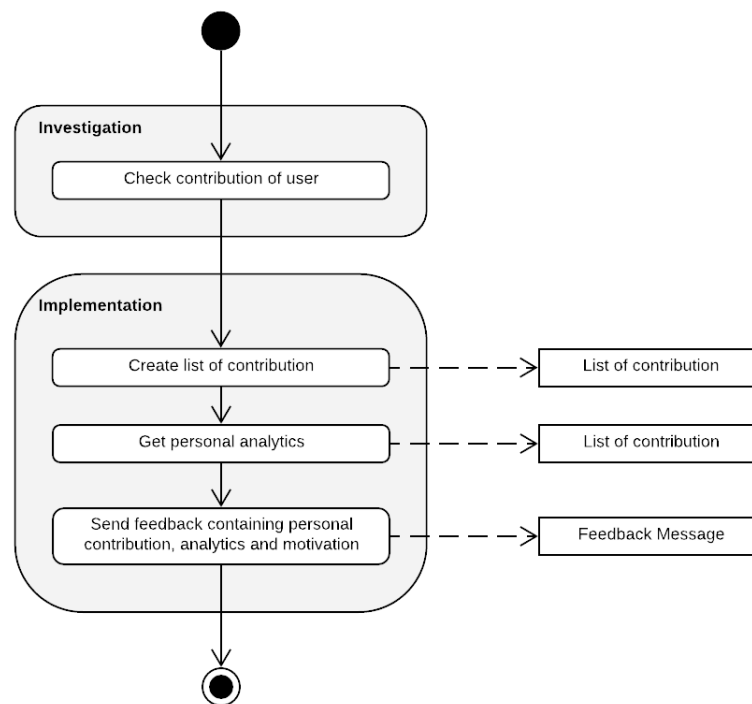 Investigation
Check contribution of user
Implementation
Create list of contribution
List of contribution
Get personal analytics
List of contribution
Send feedback containing personal
contribution, analytics and motivation
Feedback Message